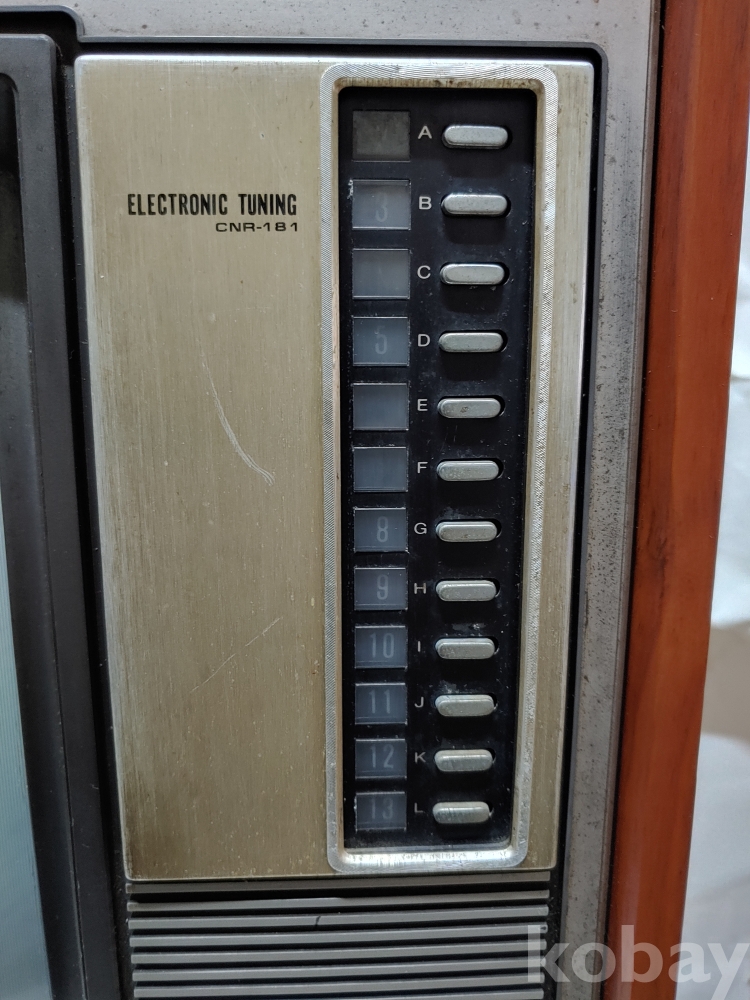 ELECTRONIC TUNING
CNR-181
A
3 B
C
5 D
E
F
8 G
9 H
10 I
11 J
12 K
13 L
kobay